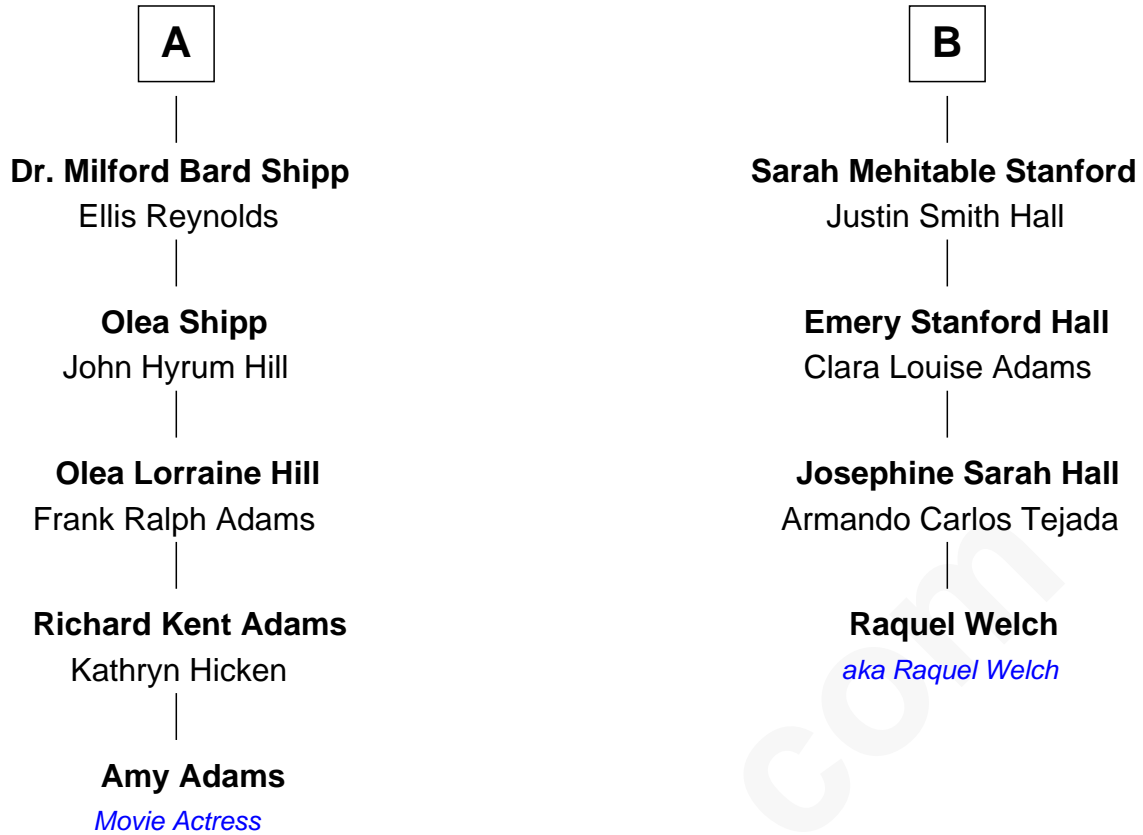 A
Dr. Milford Bard Shipp
Ellis Reynolds
Olea Shipp
John Hyrum Hill
Olea Lorraine Hill
Frank Ralph Adams
Richard Kent Adams
Kathryn Hicken
Amy Adams
Movie Actress
B
Sarah Mehitable Stanford
Justin Smith Hall
Emery Stanford Hall
Clara Louise Adams
Josephine Sarah Hall
Armando Carlos Tejada
Raquel Welch
aka Raquel Welch
com